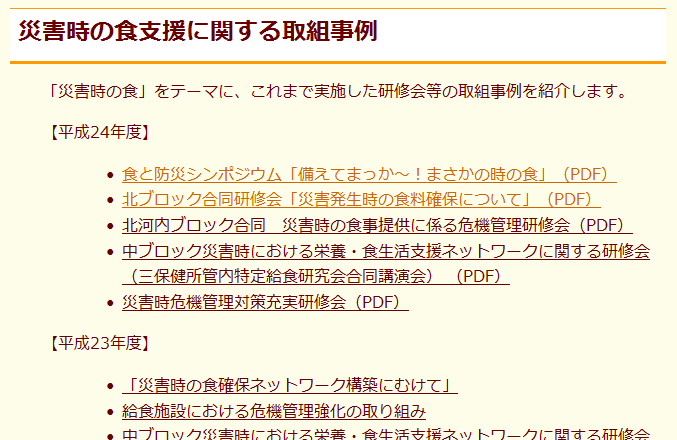 災害時の食支援に関する取組事例
「災害時の食」をテーマに、これまで実施した研修会等の取組事例を紹介します。
【平成24年度】
• 食と防災シンポジウム「備えてまっか～！まさかの時の食」（PDF）
• 北ブロック合同研修会「災害発生時の食料確保について」（PDF）
• 北河内ブロック合同　災害時の食事提供に係る危機管理研修会（PDF）
• 中ブロック災害時における栄養・食生活支援ネットワークに関する研修会
（三保健所管内特定給食研究会合同講演会）　（PDF）
• 災害時危機管理対策充実研修会（PDF）
【平成23年度】
• 「災害時の食確保ネットワーク構築にむけて」
• 給食施設における危機管理強化の取り組み
• 中ブロック災害時における栄養・食生活支援ネットワークに関する研修会